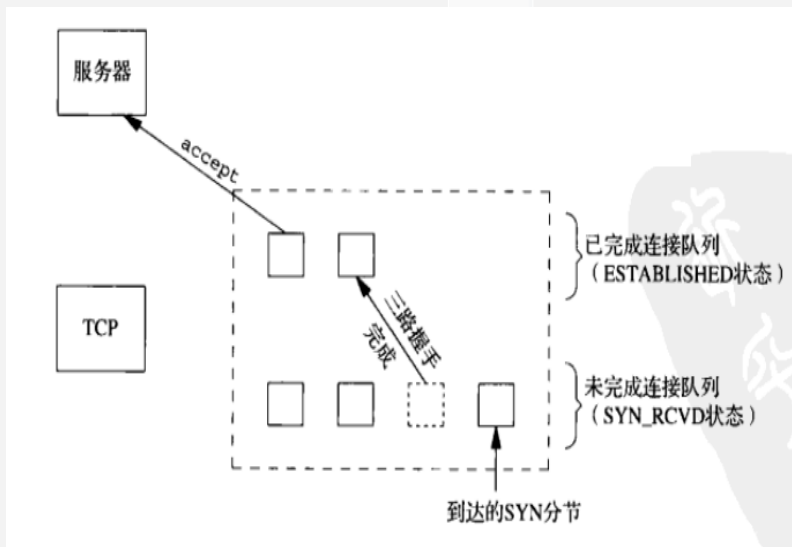 服务器
accept
已完成连接队列
（ESTABLISHED状态）
TCP
三路握手
完成
未完成连接队列
（SYN_RCVD状态）
到达的SYN分节